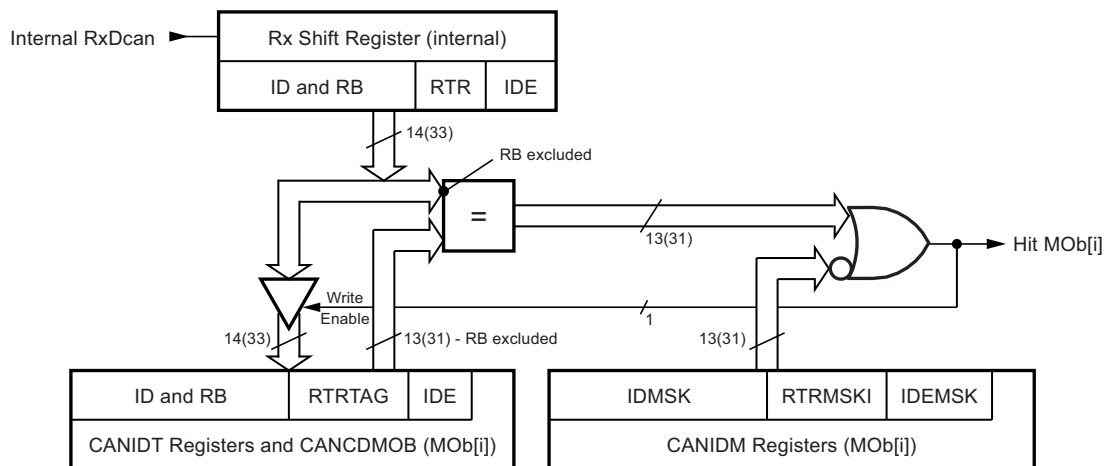 Internal RxDcan
Rx Shift Register (internal)
ID and RB
RTR
IDE
14(33)
RB excluded
=
13(31)
Hit MOb[i]
Write
Enable
1
14(33)
13(31) - RB excluded
13(31)
ID and RB
RTRTAG
IDE
IDMSK
RTRMSKI
IDEMSK
CANIDT Registers and CANCDMOB (MOb[i])
CANIDM Registers (MOb[i])